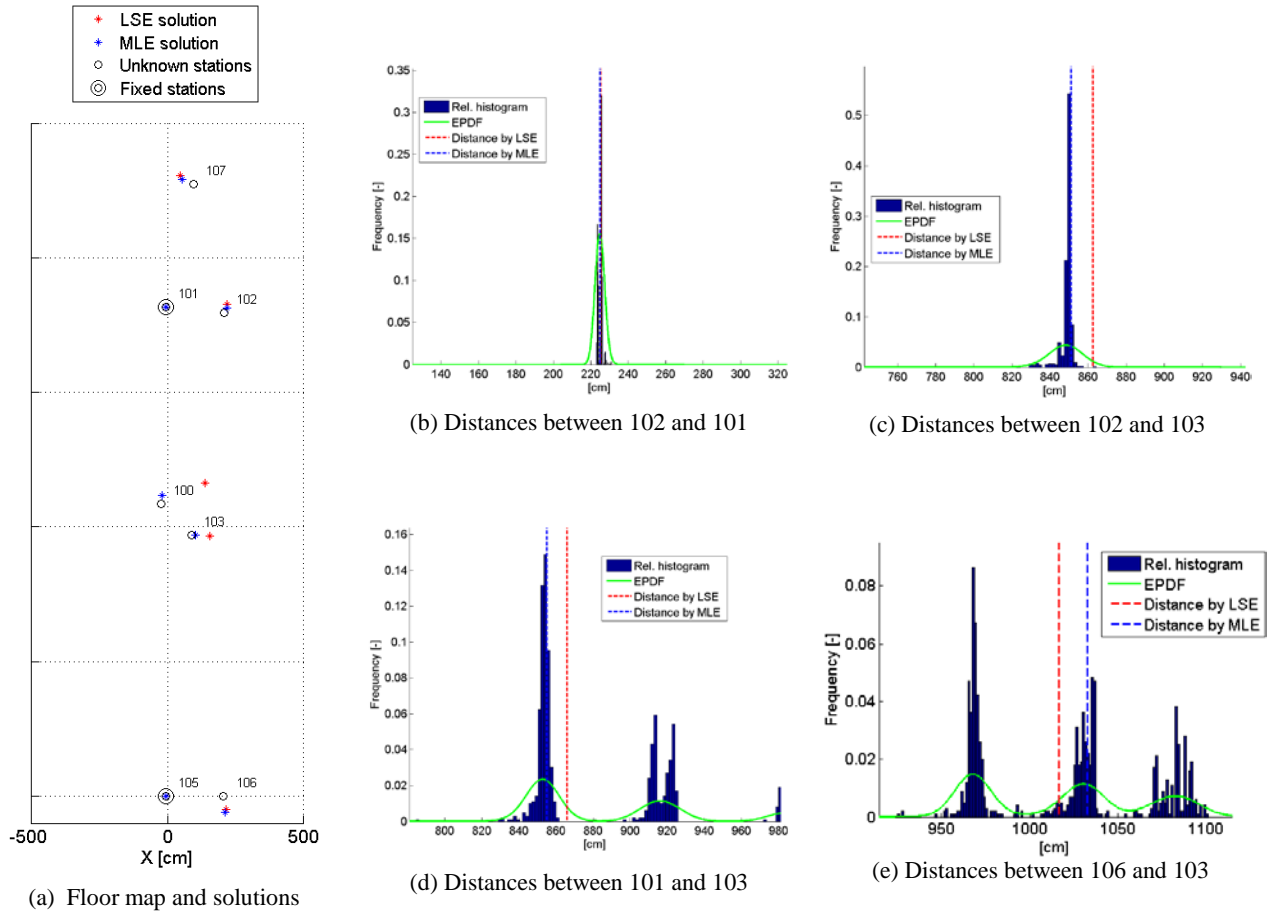 LSE solution
MLE solution
Unknown stations
Fixed stations
107
101
102
100
103
105
106
-500
0
500
X [cm]
(a) Floor map and solutions
0.35
0.3
0.25
0.2
0.15
0.1
0.05
0
Frequency [-]
Rel. histogram
EPDF
Distance by LSE
Distance by MLE
140
160
180
200
220
240
260
280
300
320
[cm]
(b) Distances between 102 and 101
0.5
0.4
0.3
0.2
0.1
0
Frequency [-]
Rel. histogram
EPDF
Distance by LSE
Distance by MLE
760
780
800
820
840
860
880
900
920
940
[cm]
(c) Distances between 102 and 103
0.16
0.14
0.12
0.1
0.08
0.06
0.04
0.02
0
Frequency [-]
Rel. histogram
EPDF
Distance by LSE
Distance by MLE
800
820
840
860
880
900
920
940
960
980
[cm]
(d) Distances between 101 and 103
0.08
0.06
0.04
0.02
0
Frequency [-]
Rel. histogram
EPDF
Distance by LSE
Distance by MLE
950
1000
1050
1100
[cm]
(e) Distances between 106 and 103